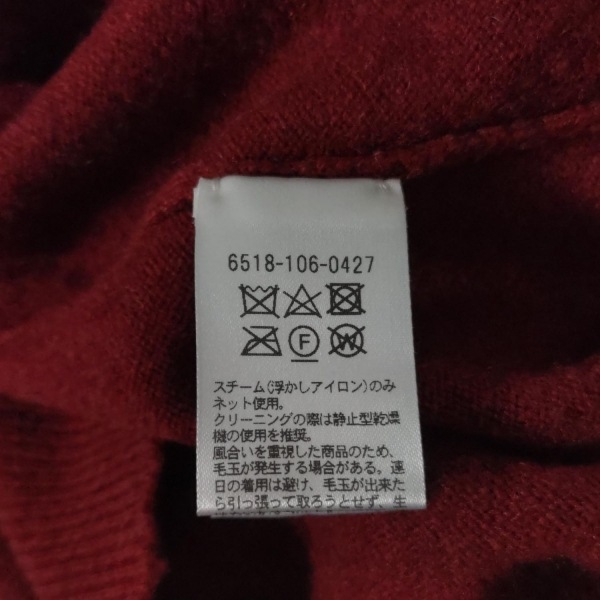 6518-106-0427
F W
スチーム(浮かしアイロン)のみ
ネット使用。
クリーニングの際は静止型乾燥
機の使用を推奨。
風合いを重視した商品のため、
毛玉が発生する場合がある。連
日の着用は避け、毛玉が出来た
ら引っ張って取ろうとせず、生